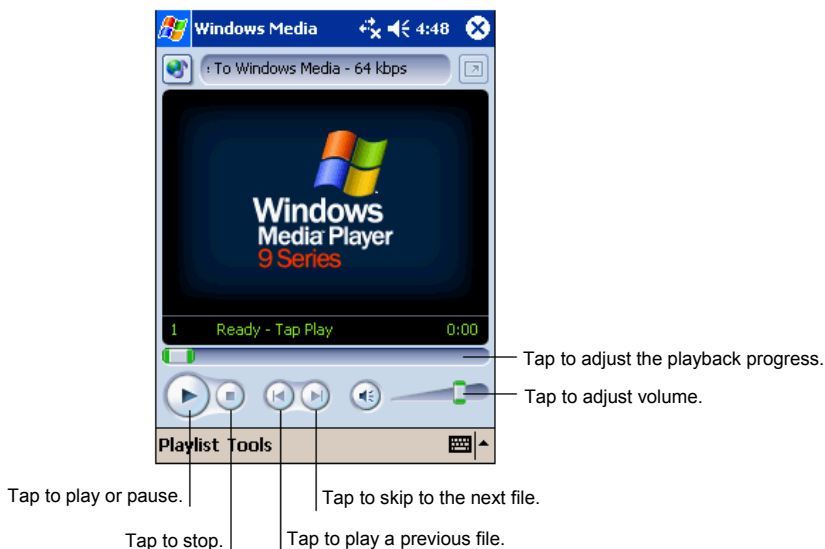 Windows Media 4:48
: To Windows Media - 64 kbps
Windows
Media Player
9 Series
1 Ready - Tap Play 0:00
Tap to adjust the playback progress.
Tap to adjust volume.
Playlist Tools
Tap to play or pause.
Tap to skip to the next file.
Tap to stop.
Tap to play a previous file.